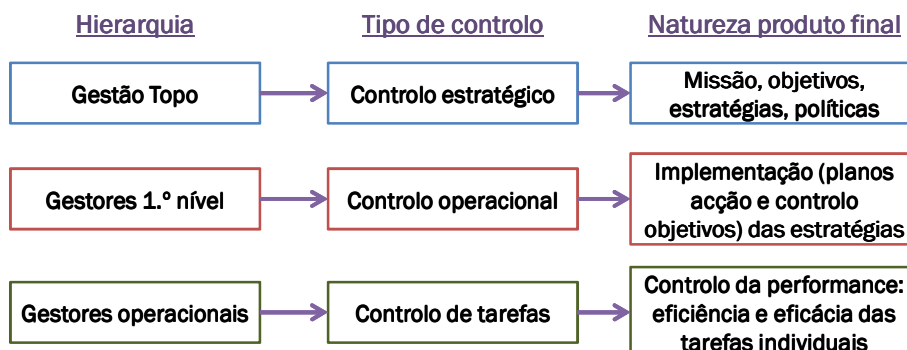 Hierarquia
Tipo de controlo
Natureza produto final
Gestão Topo
Controlo estratégico
Missão, objetivos,
estratégias, políticas
Gestores 1.º nível
Controlo operacional
Implementação (planos
acção e controlo
objetivos) das estratégias
Gestores operacionais
Controlo de tarefas
Controlo da performance:
eficiência e eficácia das
tarefas individuais